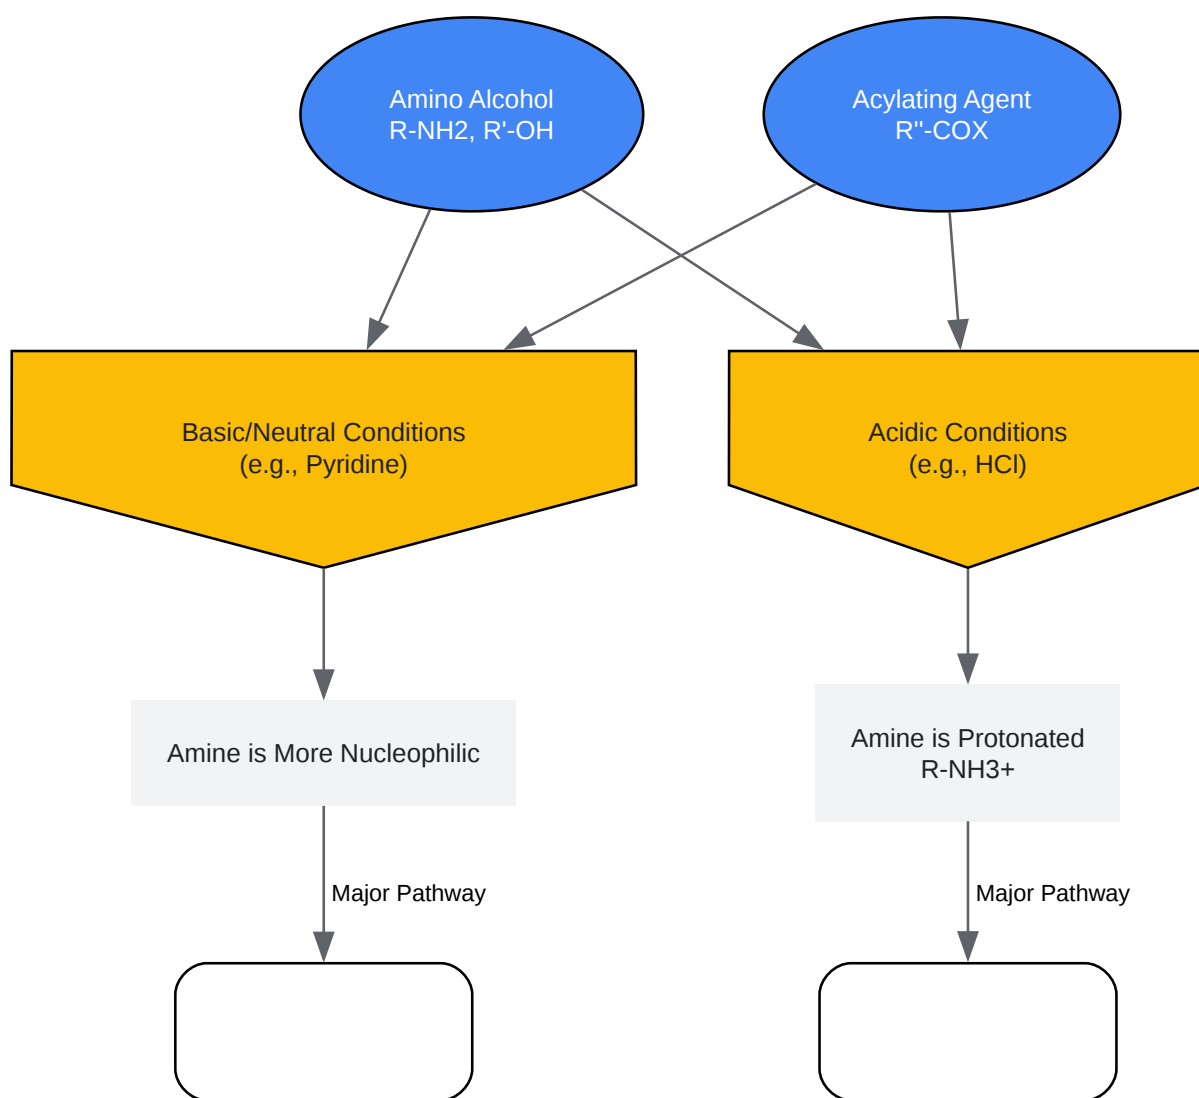 Amino Alcohol
R-NH2, R'-OH
Acylating Agent
R''-COX
Basic/Neutral Conditions
(e.g., Pyridine)
Acidic Conditions
(e.g., HCl)
Amine is More Nucleophilic
Amine is Protonated
R-NH3+
Major Pathway
Major Pathway